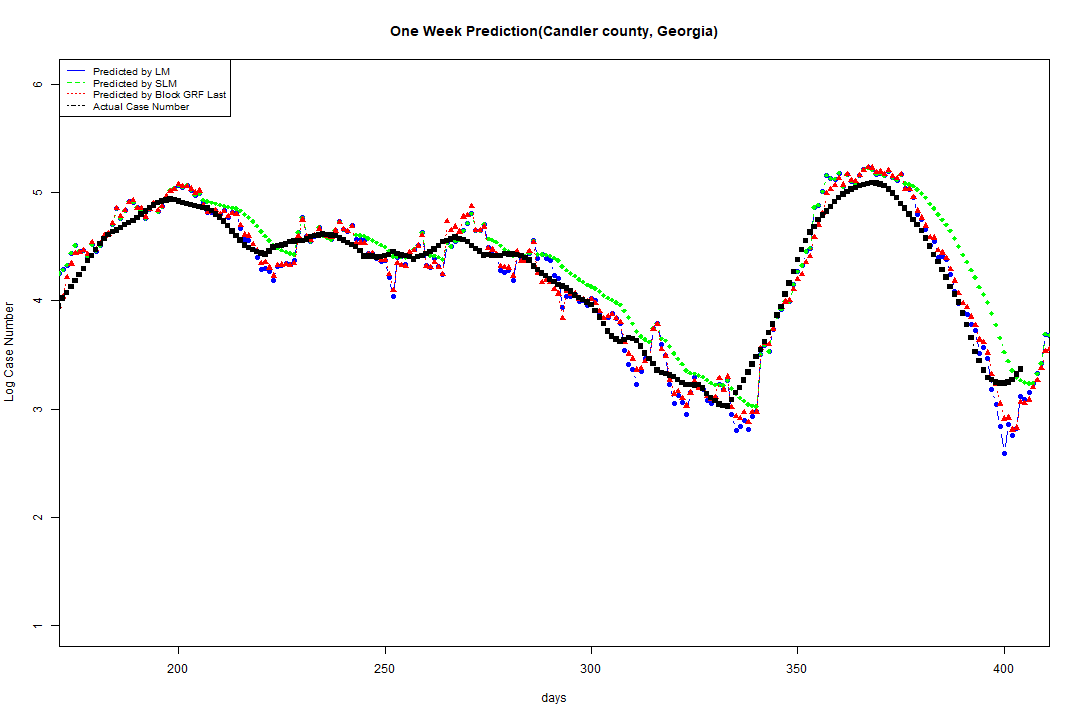 One Week Prediction(Candler county, Georgia)
Predicted by LM
Predicted by SLM
Predicted by Block GRF Last
Actual Case Number
6
5
4
3
2
1
Log Case Number
200 250 300 350 400
days